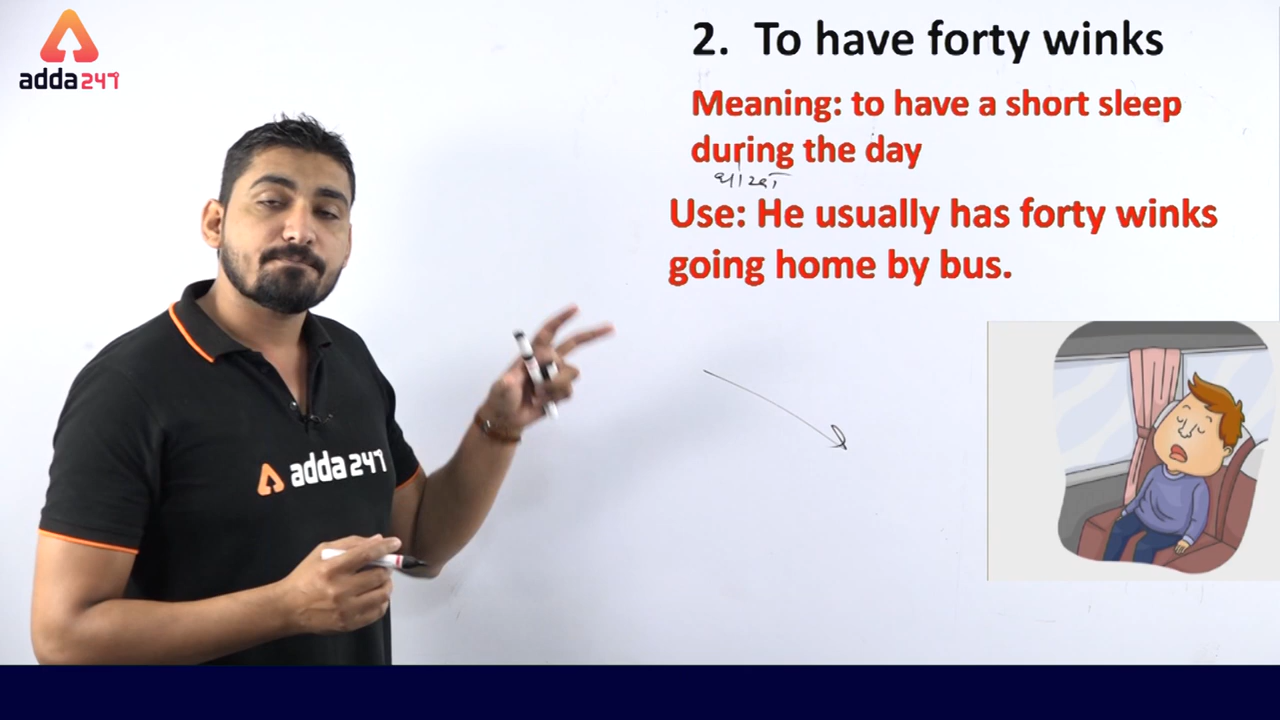 adda247
2. To have forty winks
Meaning: to have a short sleep
during the day
Use: He usually has forty winks
going home by bus.
adda247